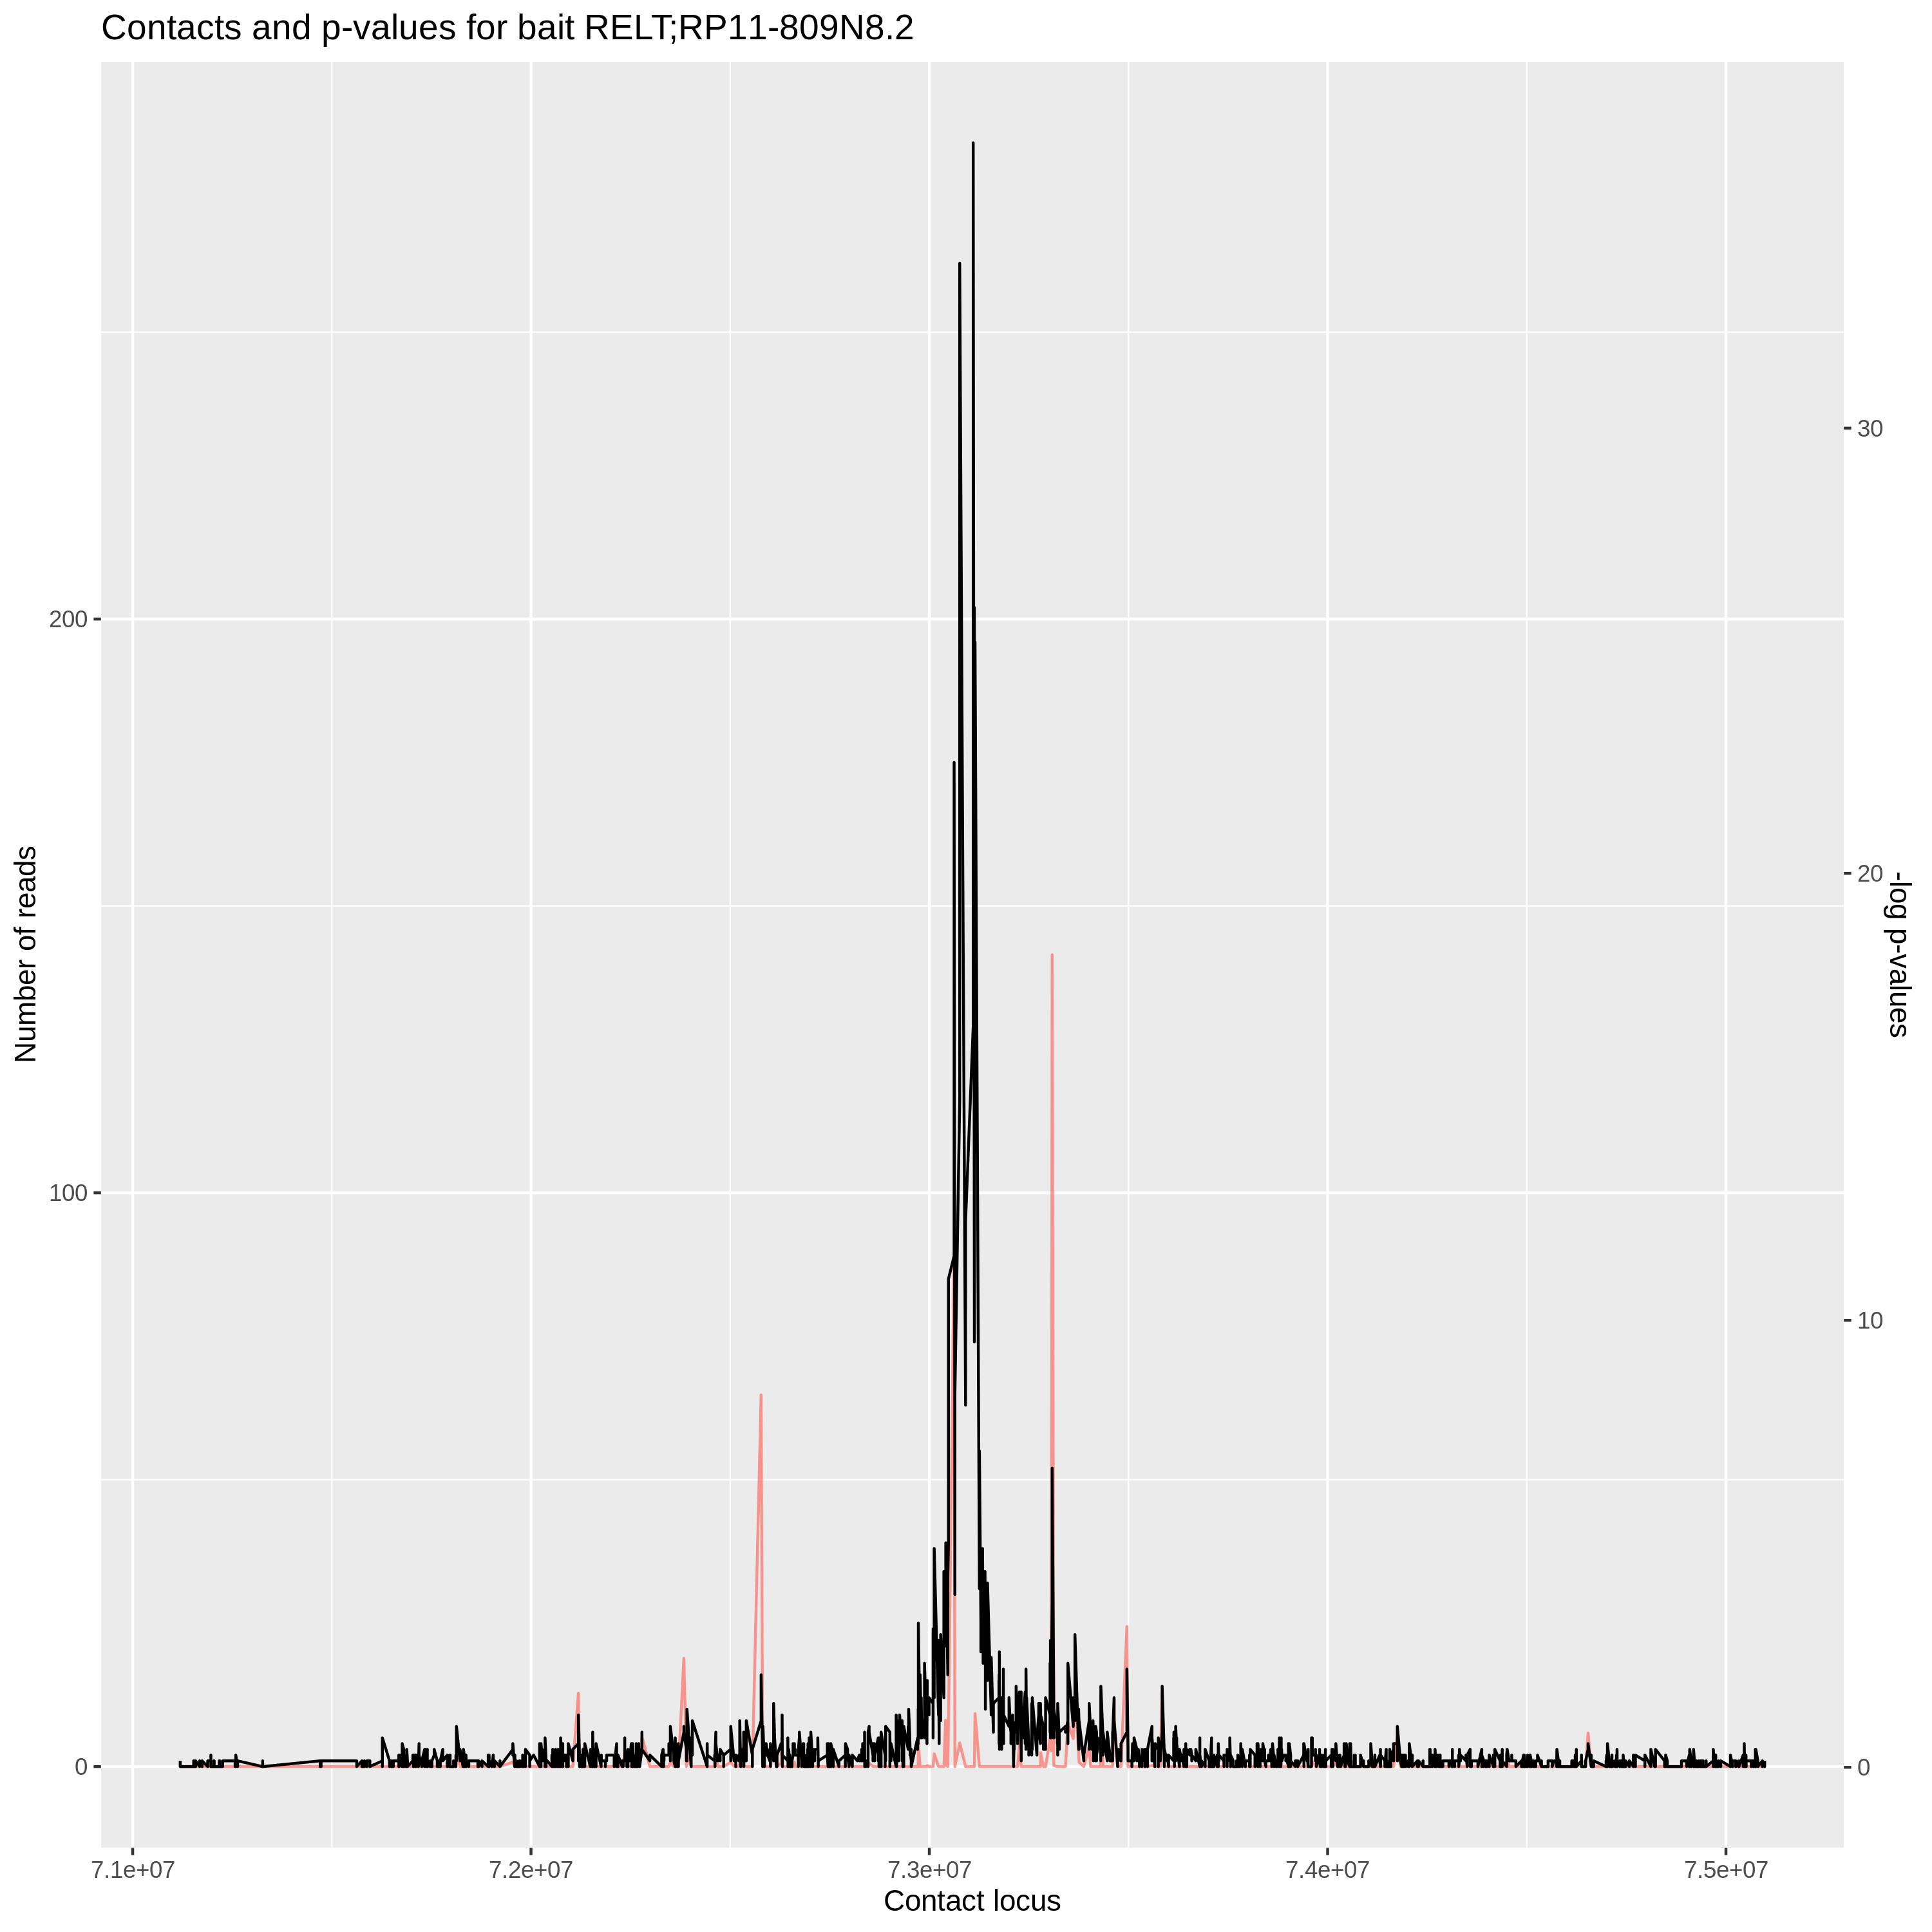 Contacts and p-values for bait RELT;RP11-809N8.2
Number of reads
200
100
0
30
20
10
0
-log p-values
7.1e+07 7.2e+07 7.3e+07 7.4e+07 7.5e+07
Contact locus